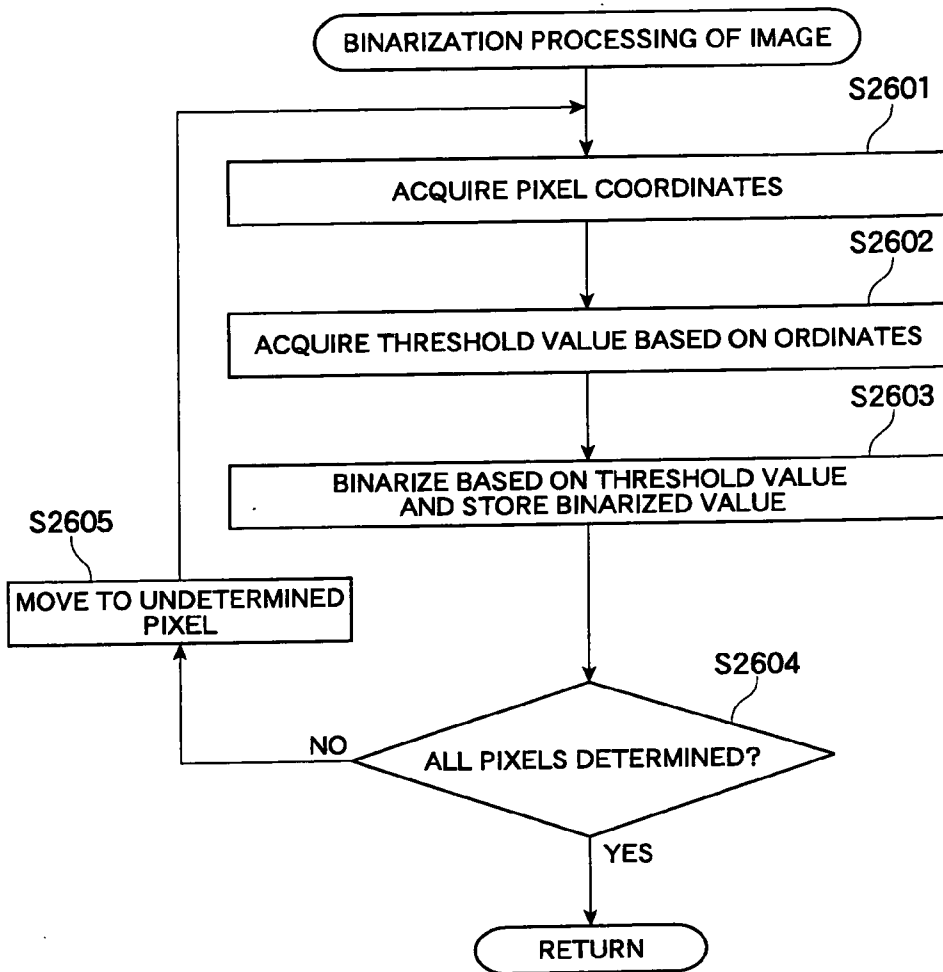 BINARIZATION PROCESSING OF IMAGE
S2601
ACQUIRE PIXEL COORDINATES
S2602
ACQUIRE THRESHOLD VALUE BASED ON ORDINATES
S2603
BINARIZE BASED ON THRESHOLD VALUE
AND STORE BINARIZED VALUE
S2605
MOVE TO UNDETERMINED
PIXEL
S2604
NO
ALL PIXELS DETERMINED?
YES
RETURN